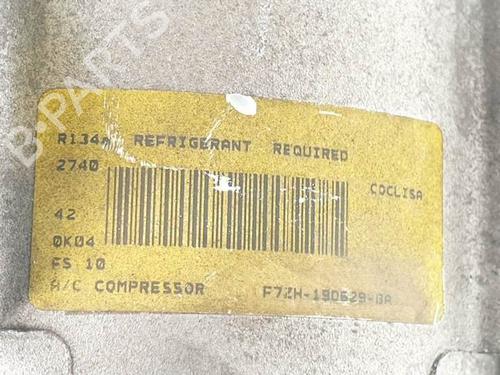 B-PARTS
R134a REFRIGERANT REQUIRED
2740
COCLISA
42
0K04
FS 10
A/C COMPRESSOR F7ZH-19D629-BA